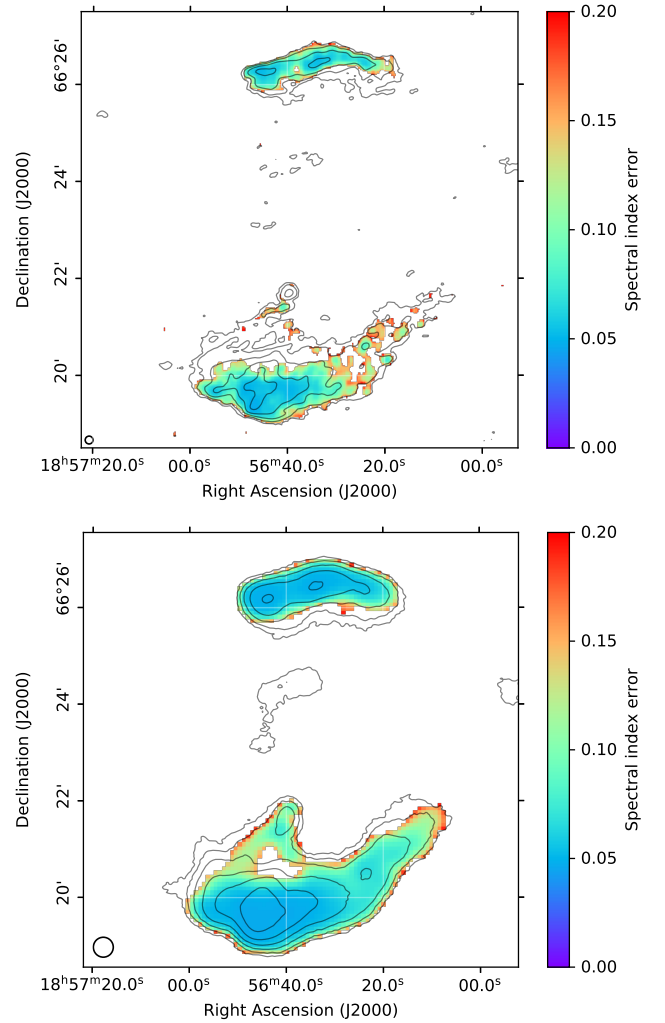 0.20
0.15
0.10
0.05
0.00
Spectral index error
66°26'
24'
22'
20'
Declination (J2000)
18ʰ57ᵐ20.0ˢ
00.0ˢ
56ᵐ40.0ˢ
20.0ˢ
00.0ˢ
Right Ascension (J2000)
0.20
0.15
0.10
0.05
0.00
Spectral index error
66°26'
24'
22'
20'
Declination (J2000)
18ʰ57ᵐ20.0ˢ
00.0ˢ
56ᵐ40.0ˢ
20.0ˢ
00.0ˢ
Right Ascension (J2000)